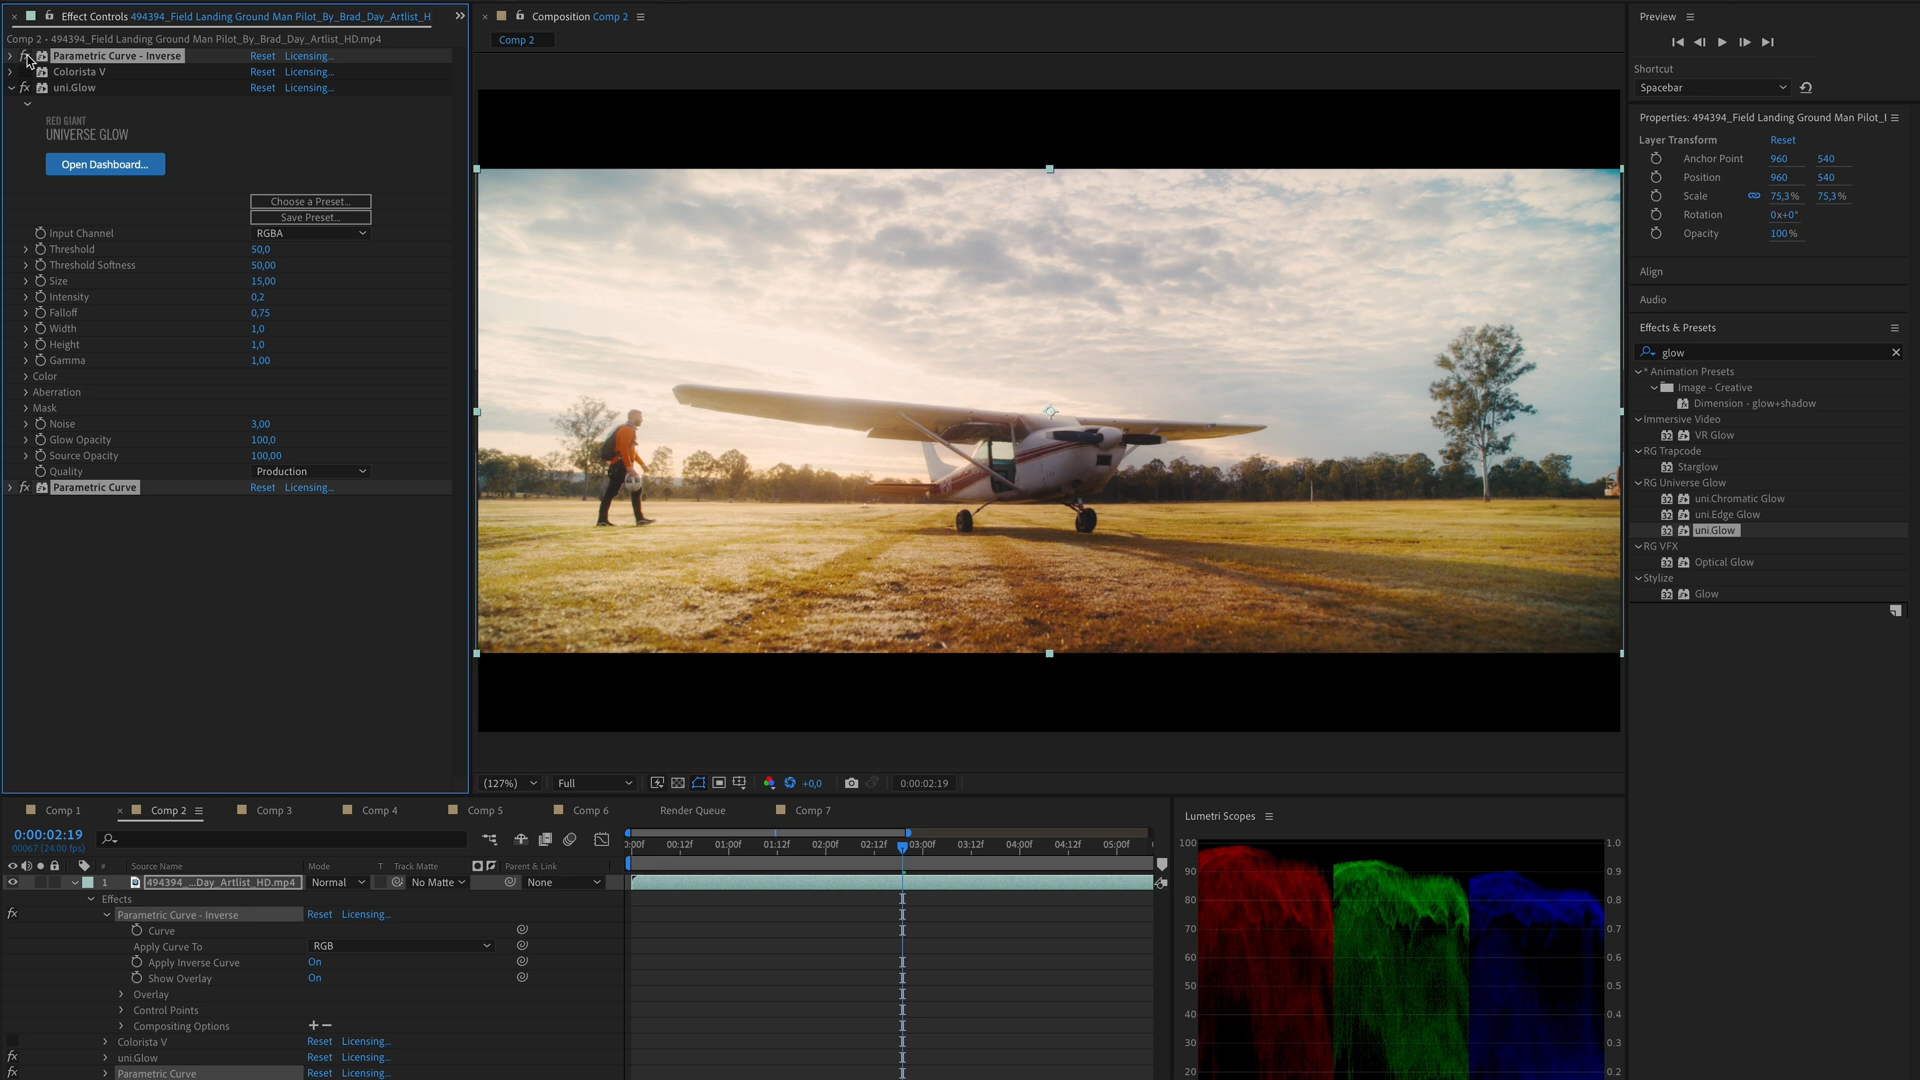 Effect Controls 494394_Field Landing Ground Man Pilot_By_Brad_Day_Artlist_H
Comp 2 • 494394_Field Landing Ground Man Pilot_By_Brad_Day_Artlist_HD.mp4
fx Parametric Curve - Inverse Reset Licensing...
Colorista V Reset Licensing...
fx uni.Glow Reset Licensing...
RED GIANT
UNIVERSE GLOW
Open Dashboard...
Choose a Preset...
Save Preset...
Input Channel RGBA
Threshold 50,0
Threshold Softness 50,00
Size 15,00
Intensity 0,2
Falloff 0,75
Width 1,0
Height 1,0
Gamma 1,00
Color
Aberration
Mask
Noise 3,00
Glow Opacity 100,0
Source Opacity 100,00
Quality Production
fx Parametric Curve Reset Licensing...
Composition Comp 2
Comp 2
(127%) Full +0,0 0:00:02:19
Preview
Shortcut
Spacebar
Properties: 494394_Field Landing Ground Man Pilot_
Layer Transform Reset
Anchor Point 960 540
Position 960 540
Scale 75,3% 75,3%
Rotation 0x+0°
Opacity 100%
Align
Audio
Effects & Presets
glow
* Animation Presets
Image - Creative
Dimension - glow+shadow
Immersive Video
VR Glow
RG Trapcode
Starglow
RG Universe Glow
uni.Chromatic Glow
uni.Edge Glow
uni.Glow
RG VFX
Optical Glow
Stylize
Glow
Comp 1 Comp 2 Comp 3 Comp 4 Comp 5 Comp 6 Render Queue Comp 7
0:00:02:19
00067 (24.00 fps)
:00f 00:12f 01:00f 01:12f 02:00f 02:12f 03:00f 03:12f 04:00f 04:12f 05:00f
# Source Name Mode T Track Matte Parent & Link
1 494394_...Day_Artlist_HD.mp4 Normal No Matte None
Effects
fx Parametric Curve - Inverse Reset Licensing...
Curve
Apply Curve To RGB
Apply Inverse Curve On
Show Overlay On
Overlay
Control Points
Compositing Options + −
Colorista V Reset Licensing...
fx uni.Glow Reset Licensing...
fx Parametric Curve Reset Licensing...
Lumetri Scopes
100 1.0
90 0.9
80 0.8
70 0.7
60 0.6
50 0.5
40 0.4
30 0.3
20 0.2